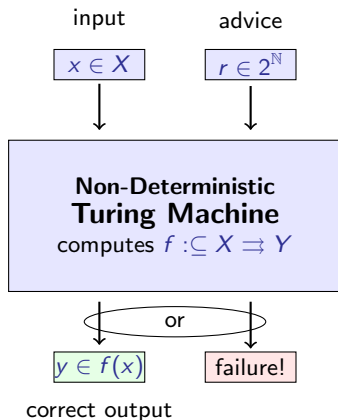 input advice
x ∈ X r ∈ 2^ℕ
Non-Deterministic
Turing Machine
computes f :⊆ X ⇉ Y
or
y ∈ f(x) failure!
correct output